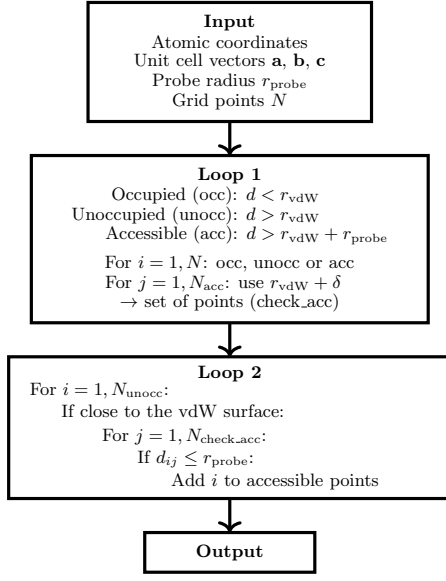 Input
Atomic coordinates
Unit cell vectors a, b, c
Probe radius r_probe
Grid points N
Loop 1
Occupied (occ): d < r_vdW
Unoccupied (unocc): d > r_vdW
Accessible (acc): d > r_vdW + r_probe
For i = 1, N: occ, unocc or acc
For j = 1, N_acc: use r_vdW + δ
→ set of points (check_acc)
Loop 2
For i = 1, N_unocc:
If close to the vdW surface:
For j = 1, N_check_acc:
If d_ij ≤ r_probe:
Add i to accessible points
Output